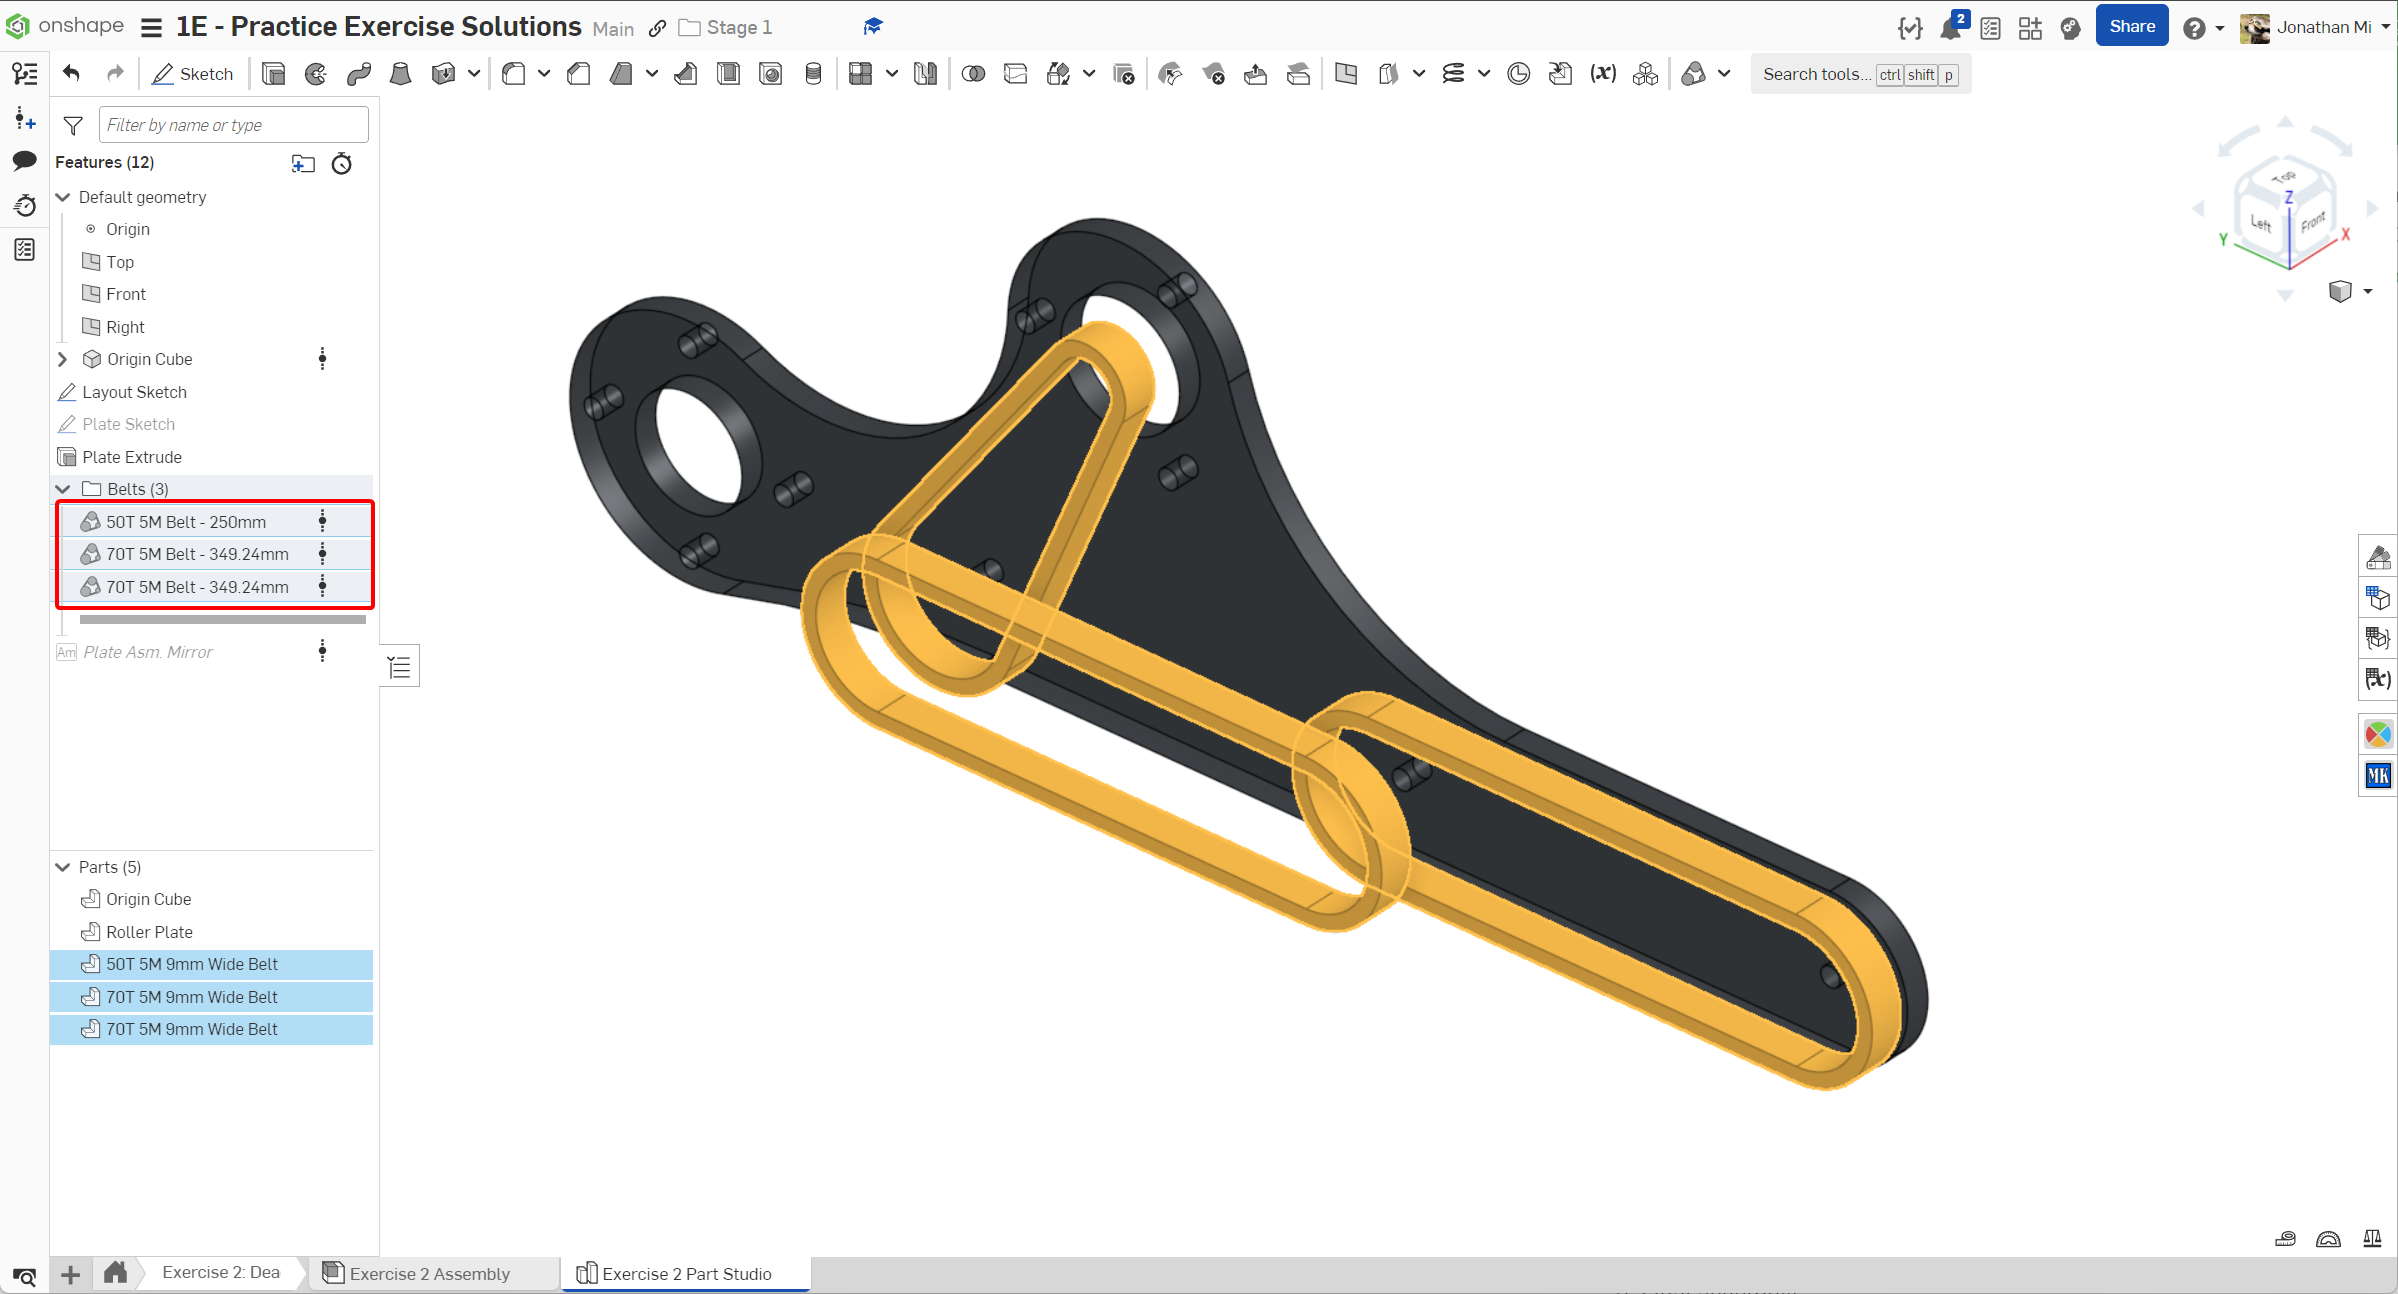 onshape 1E - Practice Exercise Solutions Main Stage 1 2 Share Jonathan Mi
Sketch (x) Search tools... ctrl shift p
Filter by name or type
Features (12)
Default geometry
Origin
Top
Front
Right
Origin Cube
Layout Sketch
Plate Sketch
Plate Extrude
Belts (3)
50T 5M Belt - 250mm
70T 5M Belt - 349.24mm
70T 5M Belt - 349.24mm
Am Plate Asm. Mirror
Parts (5)
Origin Cube
Roller Plate
50T 5M 9mm Wide Belt
70T 5M 9mm Wide Belt
70T 5M 9mm Wide Belt
Top
Z
Left Front
Y X
(x)
MK
Exercise 2: Dea Exercise 2 Assembly Exercise 2 Part Studio